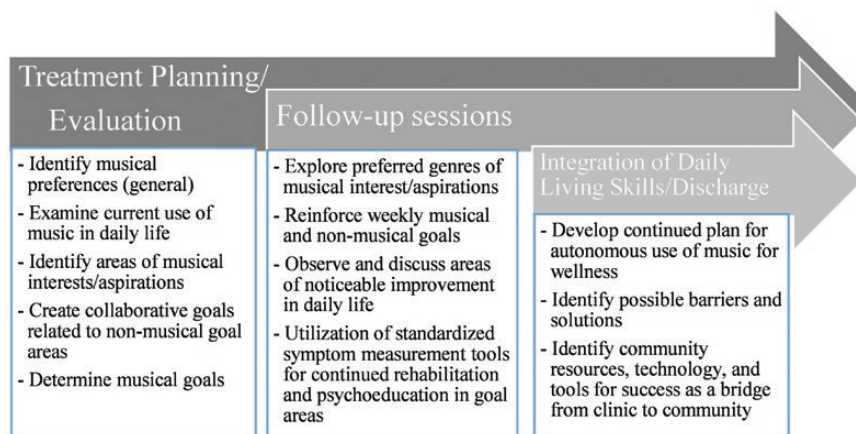 Treatment Planning/
Evaluation
- Identify musical
preferences (general)
- Examine current use of
music in daily life
- Identify areas of musical
interests/aspirations
- Create collaborative goals
related to non-musical goal
areas
- Determine musical goals
Follow-up sessions
- Explore preferred genres of
musical interest/aspirations
- Reinforce weekly musical
and non-musical goals
- Observe and discuss areas
of noticeable improvement
in daily life
- Utilization of standardized
symptom measurement tools
for continued rehabilitation
and psychoeducation in goal
areas
Integration of Daily
Living Skills/Discharge
- Develop continued plan for
autonomous use of music for
wellness
- Identify possible barriers and
solutions
- Identify community
resources, technology, and
tools for success as a bridge
from clinic to community